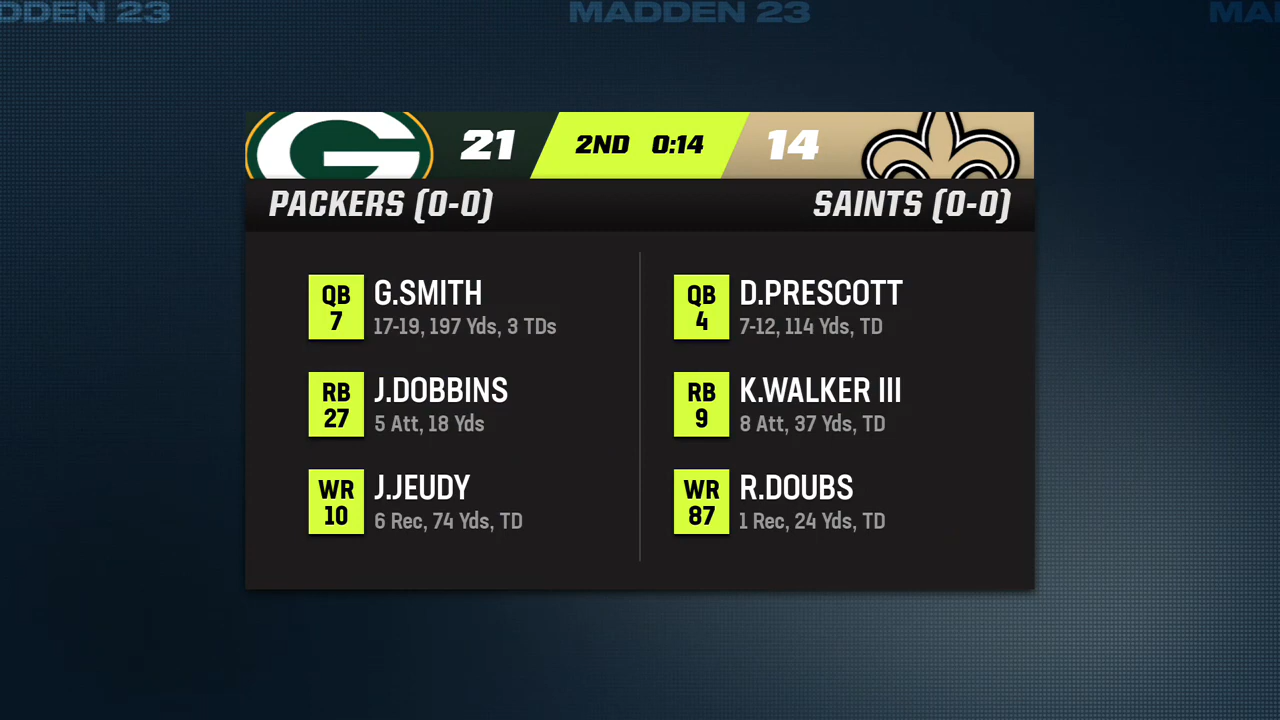 DDEN 23 MADDEN 23 MA
G 21 2ND 0:14 14
PACKERS (0-0) SAINTS (0-0)
QB 7 G.SMITH
17-19, 197 Yds, 3 TDs
RB 27 J.DOBBINS
5 Att, 18 Yds
WR 10 J.JEUDY
6 Rec, 74 Yds, TD
QB 4 D.PRESCOTT
7-12, 114 Yds, TD
RB 9 K.WALKER III
8 Att, 37 Yds, TD
WR 87 R.DOUBS
1 Rec, 24 Yds, TD